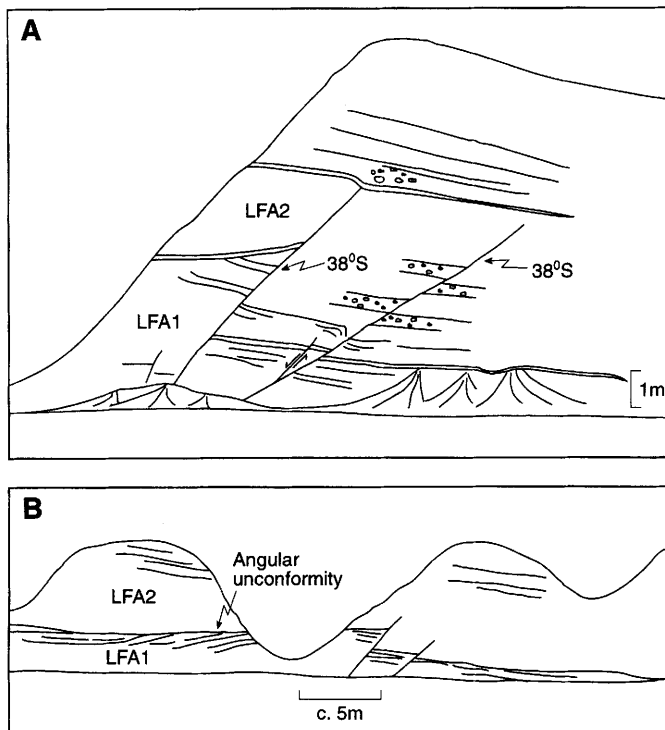 A
LFA2
38⁰S
38⁰S
LFA1
1m
B
Angular
unconformity
LFA2
LFA1
c. 5m